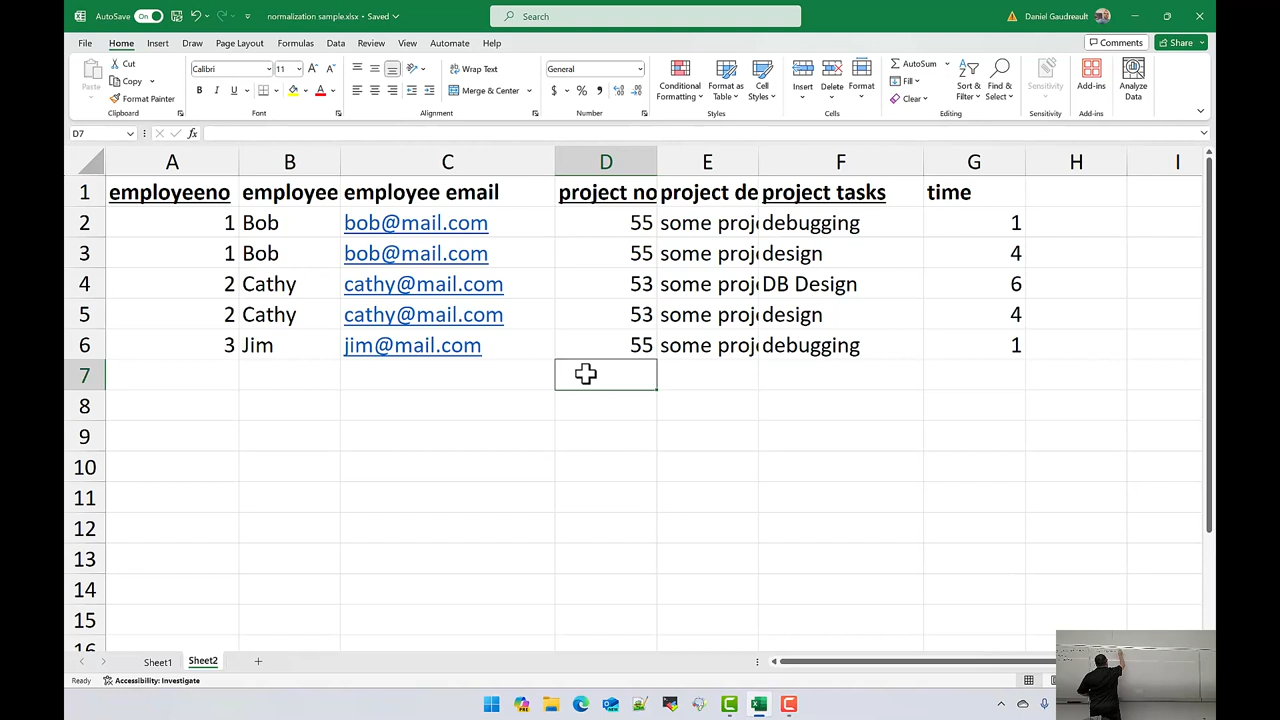 AutoSave On normalization sample.xlsx • Saved Search Daniel Gaudreault
File Home Insert Draw Page Layout Formulas Data Review View Automate Help Comments Share
Paste Cut Copy Format Painter Clipboard
Calibri 11 A A B I U A Font
Wrap Text Merge & Center Alignment
General $ % , Number
Conditional Formatting Format as Table Cell Styles Styles
Insert Delete Format Cells
AutoSum Fill Clear Sort & Filter Find & Select Editing
Sensitivity Sensitivity
Add-ins Add-ins
Analyze Data
D7 fx
A B C D E F G H I
1 employeeno employee employee email project no project de project tasks time
2 1 Bob bob@mail.com 55 some proj debugging 1
3 1 Bob bob@mail.com 55 some proj design 4
4 2 Cathy cathy@mail.com 53 some proj DB Design 6
5 2 Cathy cathy@mail.com 53 some proj design 4
6 3 Jim jim@mail.com 55 some proj debugging 1
7
8
9
10
11
12
13
14
15
16
Sheet1 Sheet2
Ready Accessibility: Investigate